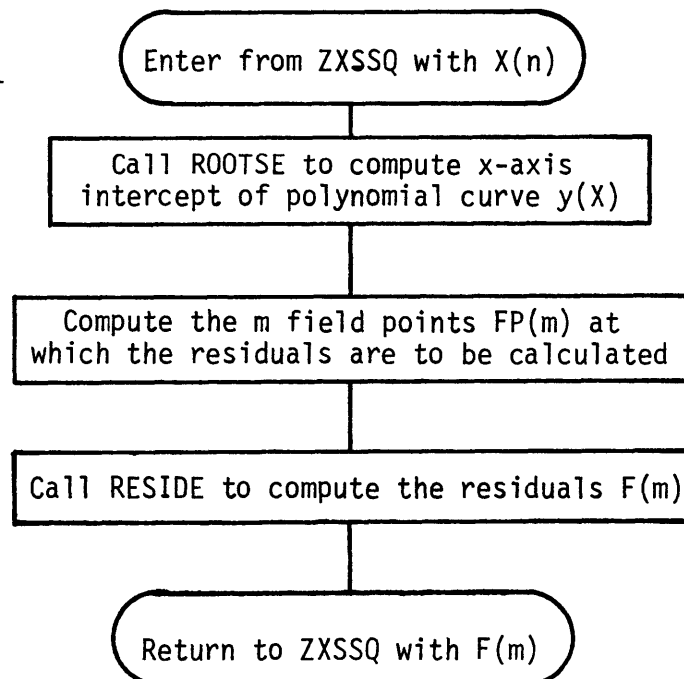 Enter from ZXSSQ with X(n)
Call ROOTSE to compute x-axis
intercept of polynomial curve y(X)
Compute the m field points FP(m) at
which the residuals are to be calculated
Call RESIDE to compute the residuals F(m)
Return to ZXSSQ with F(m)